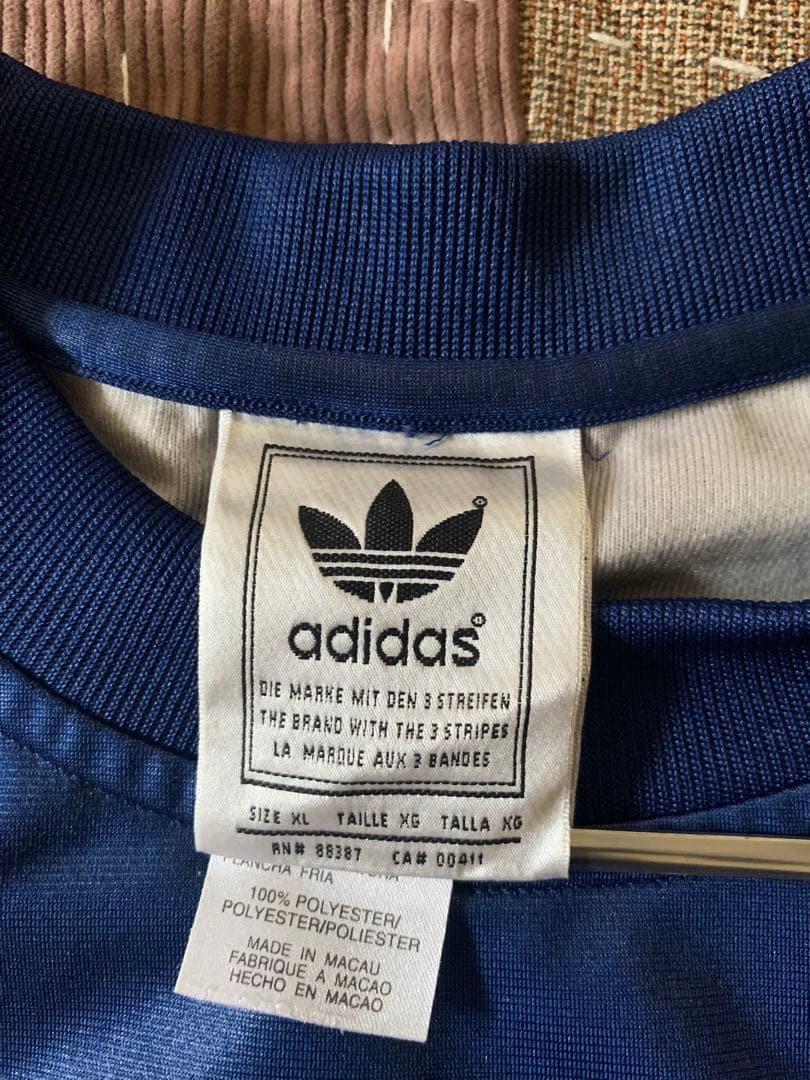 adidas
DIE MARKE MIT DEN 3 STREIFEN
THE BRAND WITH THE 3 STRIPES
LA MARQUE AUX 3 BANDES
SIZE XL TAILLE XG TALLA XG
RN# 88387 CA# 00411
PLANCHA FRIA
100% POLYESTER/
POLYESTER/POLIESTER
MADE IN MACAU
FABRIQUE A MACAO
HECHO EN MACAO